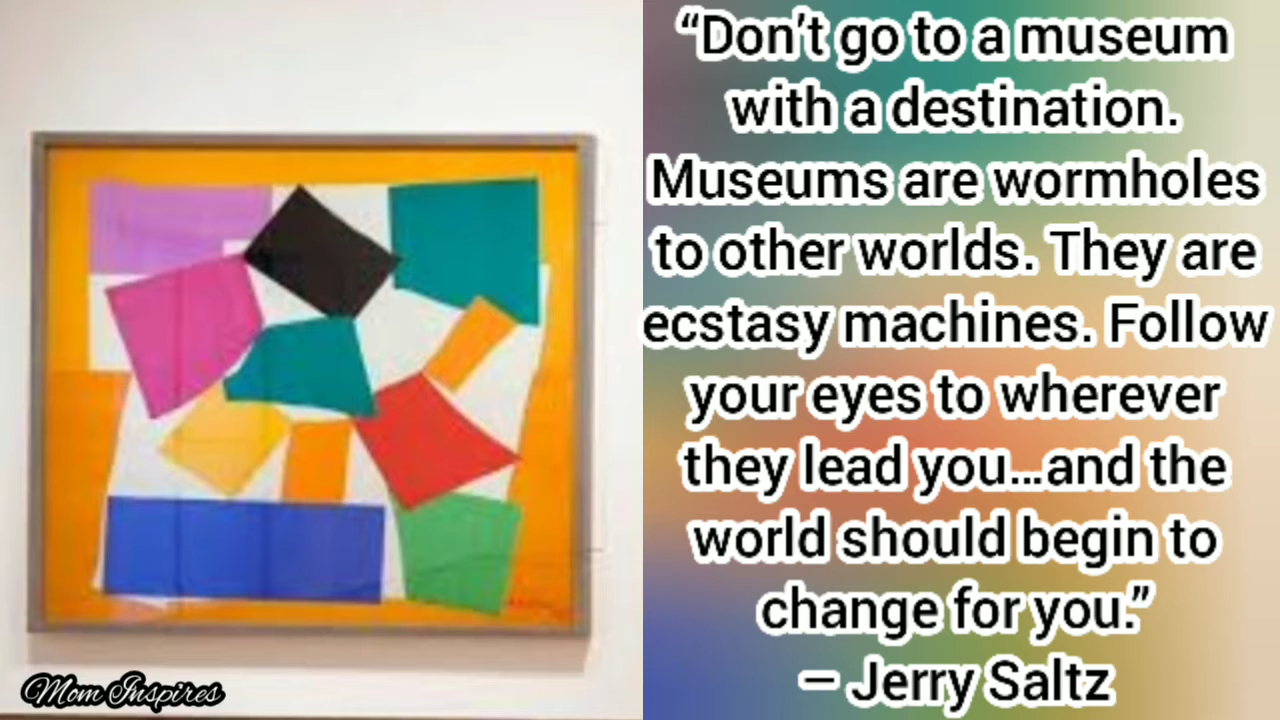 “Don’t go to a museum
with a destination.
Museums are wormholes
to other worlds. They are
ecstasy machines. Follow
your eyes to wherever
they lead you...and the
world should begin to
change for you.”
– Jerry Saltz
Mom Inspires